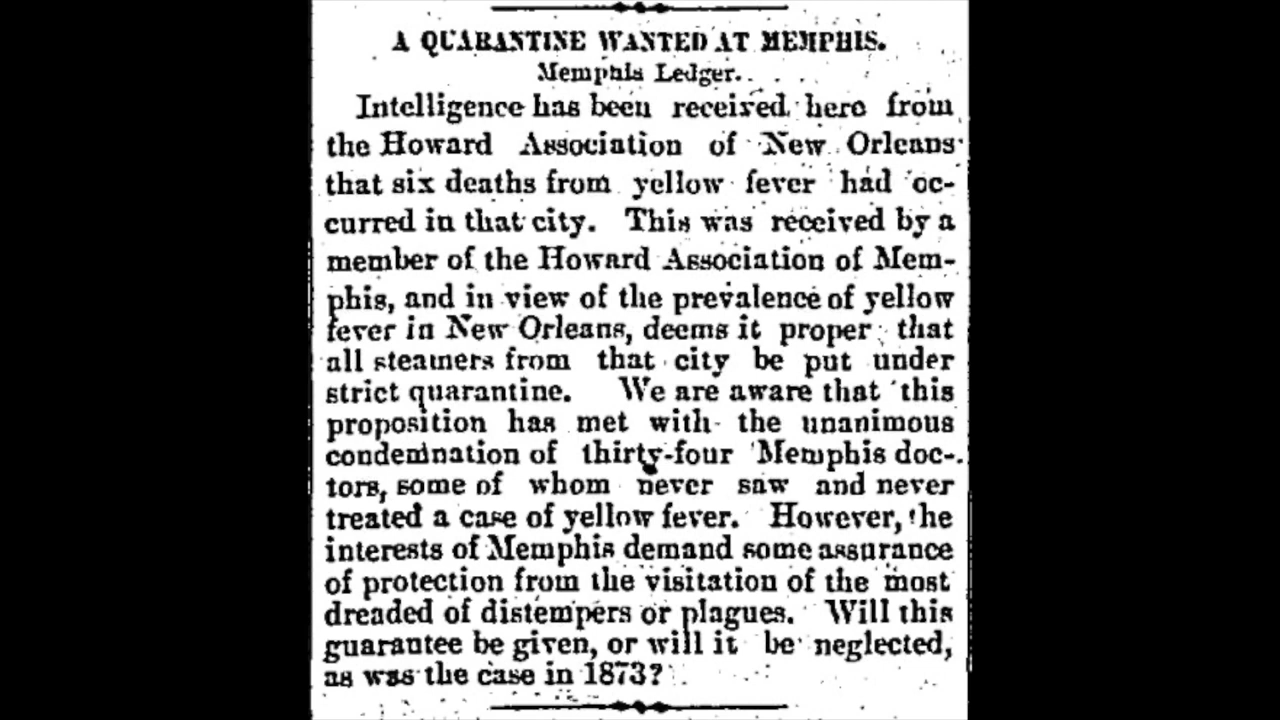 A QUARANTINE WANTED AT MEMPHIS.
Memphis Ledger.
Intelligence has been received here from
the Howard Association of New Orleans
that six deaths from yellow fever had oc-
curred in that city. This was received by a
member of the Howard Association of Mem-
phis, and in view of the prevalence of yellow
fever in New Orleans, deems it proper that
all steamers from that city be put under
strict quarantine. We are aware that this
proposition has met with the unanimous
condemnation of thirty-four Memphis doc-
tors, some of whom never saw and never
treated a case of yellow fever. However, the
interests of Memphis demand some assurance
of protection from the visitation of the most
dreaded of distempers or plagues. Will this
guarantee be given, or will it be neglected,
as was the case in 1873?